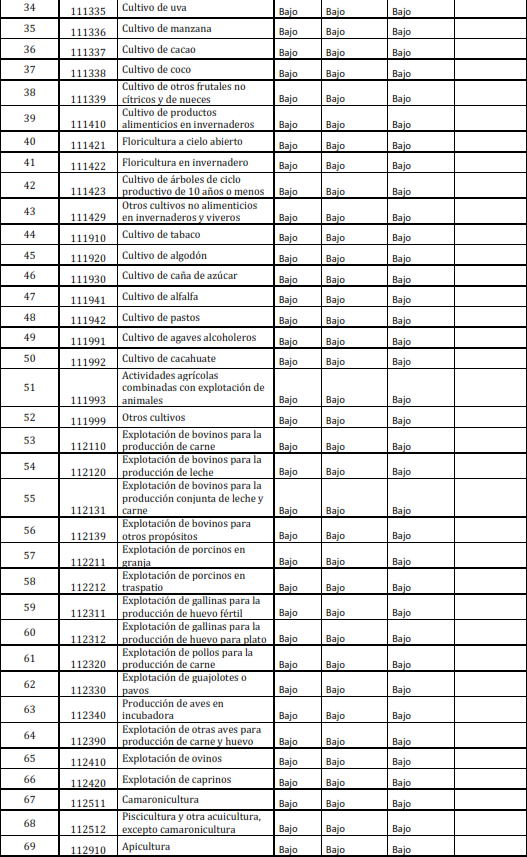 34 111335 Cultivo de uva Bajo Bajo Bajo
35 111336 Cultivo de manzana Bajo Bajo Bajo
36 111337 Cultivo de cacao Bajo Bajo Bajo
37 111338 Cultivo de coco Bajo Bajo Bajo
38 111339 Cultivo de otros frutales no
cítricos y de nueces Bajo Bajo Bajo
39 111410 Cultivo de productos
alimenticios en invernaderos Bajo Bajo Bajo
40 111421 Floricultura a cielo abierto Bajo Bajo Bajo
41 111422 Floricultura en invernadero Bajo Bajo Bajo
42 111423 Cultivo de árboles de ciclo
productivo de 10 años o menos Bajo Bajo Bajo
43 111429 Otros cultivos no alimenticios
en invernaderos y viveros Bajo Bajo Bajo
44 111910 Cultivo de tabaco Bajo Bajo Bajo
45 111920 Cultivo de algodón Bajo Bajo Bajo
46 111930 Cultivo de caña de azúcar Bajo Bajo Bajo
47 111941 Cultivo de alfalfa Bajo Bajo Bajo
48 111942 Cultivo de pastos Bajo Bajo Bajo
49 111991 Cultivo de agaves alcoholeros Bajo Bajo Bajo
50 111992 Cultivo de cacahuate Bajo Bajo Bajo
51 111993 Actividades agrícolas
combinadas con explotación de
animales Bajo Bajo Bajo
52 111999 Otros cultivos Bajo Bajo Bajo
53 112110 Explotación de bovinos para la
producción de carne Bajo Bajo Bajo
54 112120 Explotación de bovinos para la
producción de leche Bajo Bajo Bajo
55 112131 Explotación de bovinos para la
producción conjunta de leche y
carne Bajo Bajo Bajo
56 112139 Explotación de bovinos para
otros propósitos Bajo Bajo Bajo
57 112211 Explotación de porcinos en
granja Bajo Bajo Bajo
58 112212 Explotación de porcinos en
traspatio Bajo Bajo Bajo
59 112311 Explotación de gallinas para la
producción de huevo fértil Bajo Bajo Bajo
60 112312 Explotación de gallinas para la
producción de huevo para plato Bajo Bajo Bajo
61 112320 Explotación de pollos para la
producción de carne Bajo Bajo Bajo
62 112330 Explotación de guajolotes o
pavos Bajo Bajo Bajo
63 112340 Producción de aves en
incubadora Bajo Bajo Bajo
64 112390 Explotación de otras aves para
producción de carne y huevo Bajo Bajo Bajo
65 112410 Explotación de ovinos Bajo Bajo Bajo
66 112420 Explotación de caprinos Bajo Bajo Bajo
67 112511 Camaronicultura Bajo Bajo Bajo
68 112512 Piscicultura y otra acuicultura,
excepto camaronicultura Bajo Bajo Bajo
69 112910 Apicultura Bajo Bajo Bajo